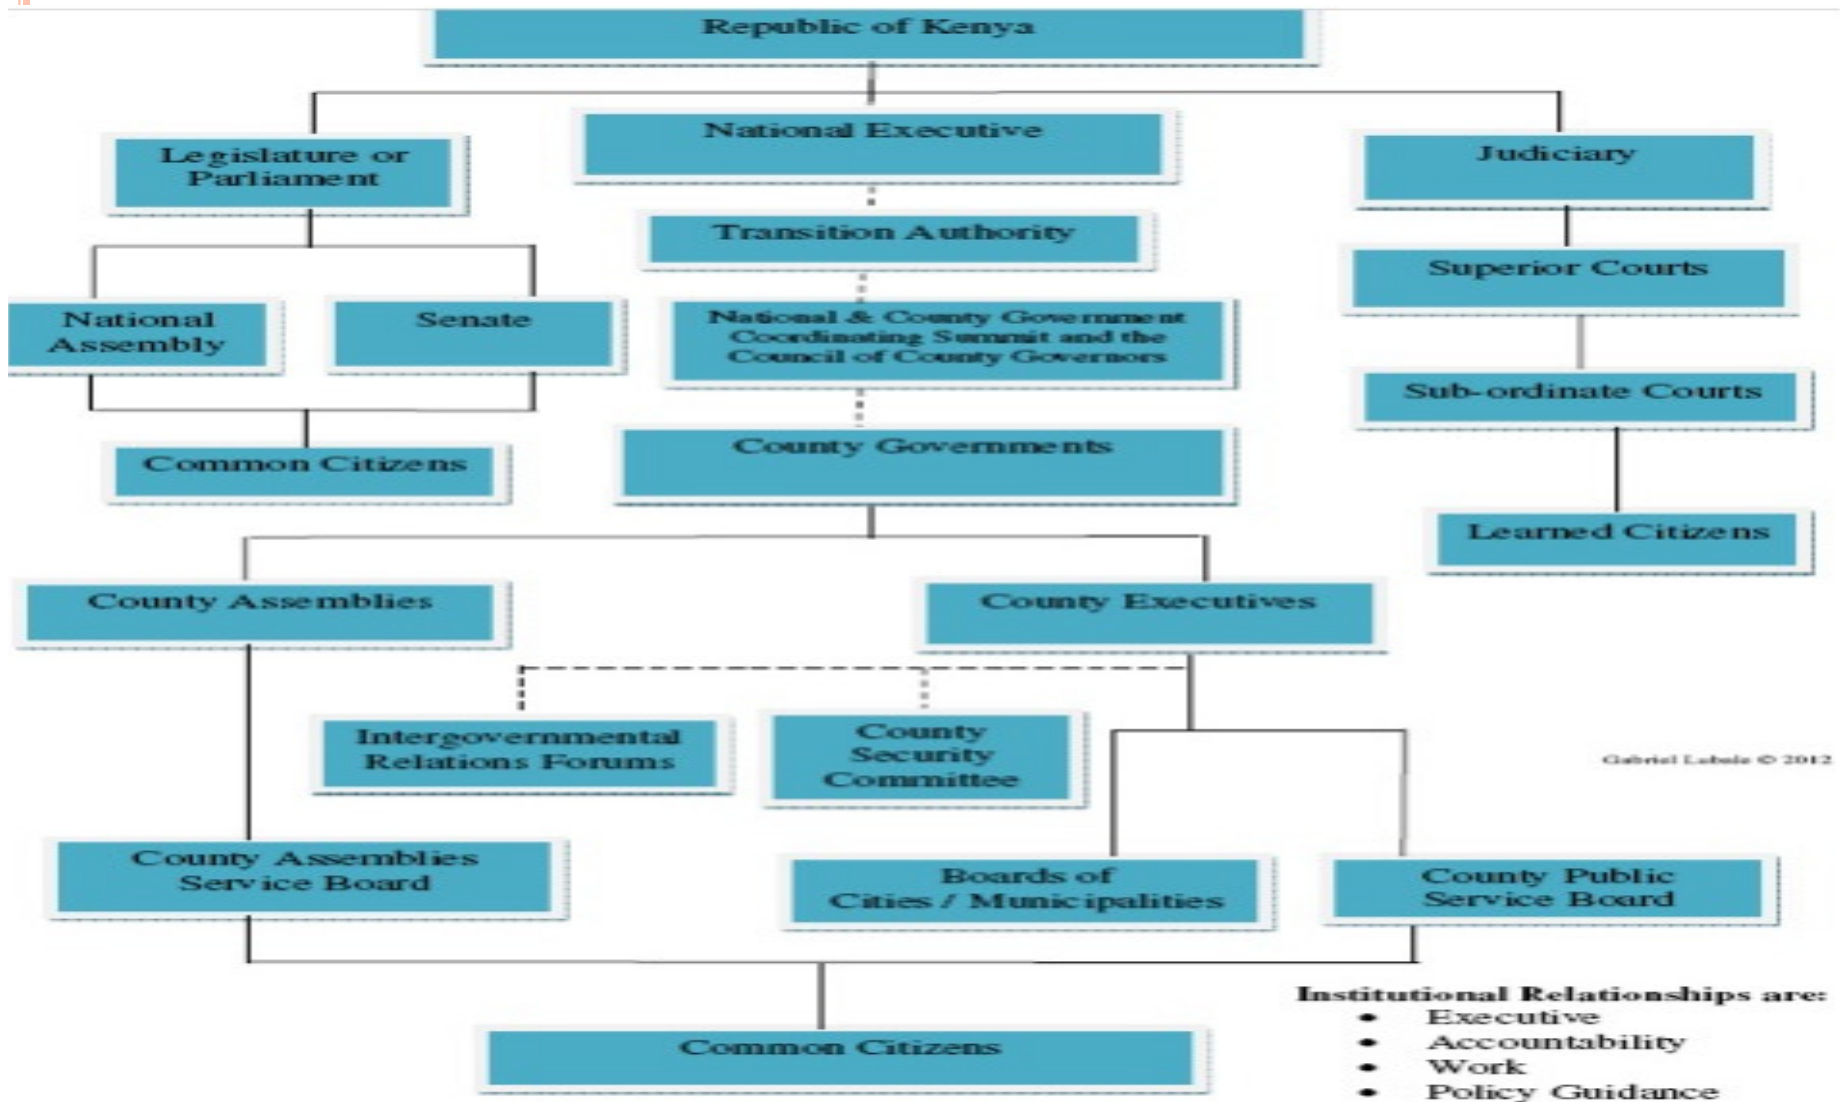 Republic of Kenya
National Executive
Legislature or
Parliament
Judiciary
Transition Authority
Superior Courts
National
Assembly
Senate
National & County Government
Coordinating Summit and the
Council of County Governors
Sub-ordinate Courts
Common Citizens
County Governments
Learned Citizens
County Assemblies
County Executives
Intergovernmental
Relations Forums
County
Security
Committee
Gabriel Lubale © 2012
County Assemblies
Service Board
Boards of
Cities / Municipalities
County Public
Service Board
Common Citizens
Institutional Relationships are:
• Executive
• Accountability
• Work
• Policy Guidance